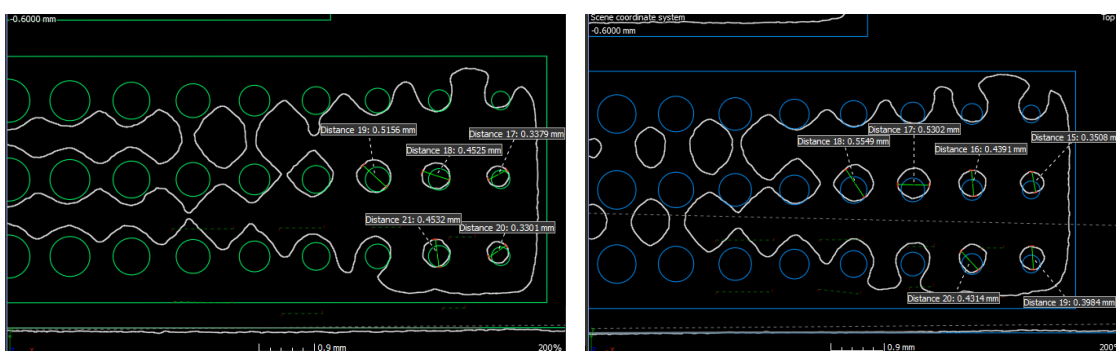 -0.6000 mm
Distance 19: 0.5156 mm
Distance 17: 0.3379 mm
Distance 18: 0.4525 mm
Distance 21: 0.4532 mm
Distance 20: 0.3301 mm
0.9 mm
200%
Scene coordinate system
Top
-0.6000 mm
Distance 17: 0.5302 mm
Distance 18: 0.5549 mm
Distance 15: 0.3508 mm
Distance 16: 0.4391 mm
Distance 20: 0.4314 mm
Distance 19: 0.3984 mm
0.9 mm
200%